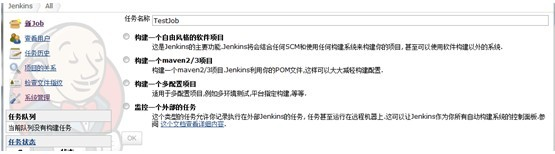 Jenkins All
新Job
查看用户
任务历史
项目的关系
检查文件指纹
系统管理
任务队列
当前队列没有构建任务
任务状态
任务名称 TestJob
构建一个自由风格的软件项目
这是Jenkins的主要功能.Jenkins将会结合任何SCM和任何构建系统来构建你的项目, 甚至可以使用软件构建以外的系统.
构建一个maven2/3项目
构建一个maven2/3项目.Jenkins利用你的POM文件,这样可以大大减轻构建配置.
构建一个多配置项目
适用于多配置项目,例如多环境测试,平台指定构建,等等.
监控一个外部的任务
这个类型的任务允许你记录执行在外部Jenkins的任务, 任务甚至运行在远程机器上.这可以让Jenkins作为你所有自动构建系统的控制面板.参
阅 这个文档查看详细内容.
OK